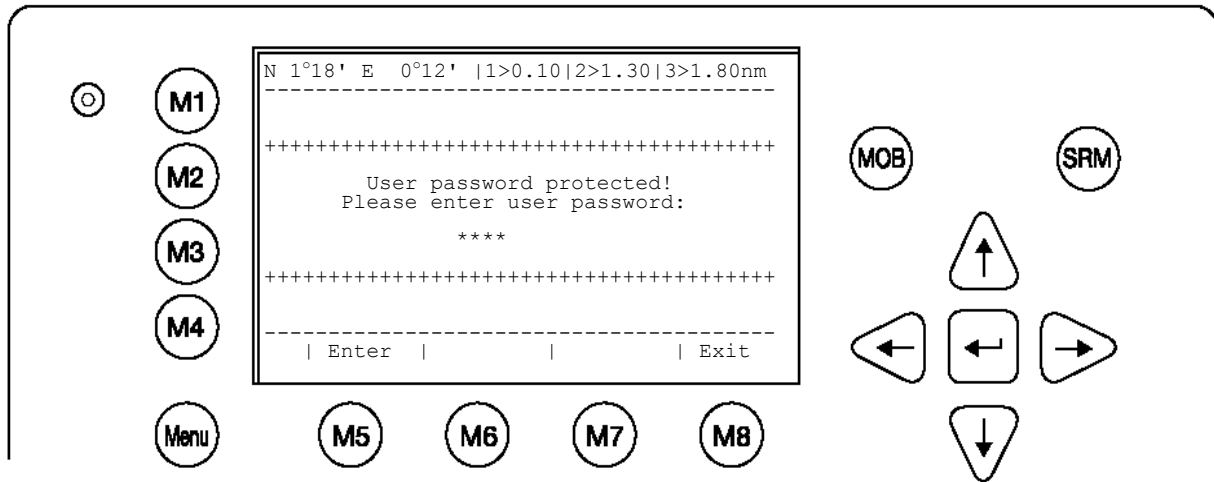 N 1°18' E 0°12' |1>0.10|2>1.30|3>1.80nm
----------------------------------------
M1
++++++++++++++++++++++++++++++++++++++++
MOB
SRM
M2
User password protected!
Please enter user password:
****
M3
++++++++++++++++++++++++++++++++++++++++
M4
----------------------------------------
| Enter | | | Exit
Menu
M5
M6
M7
M8